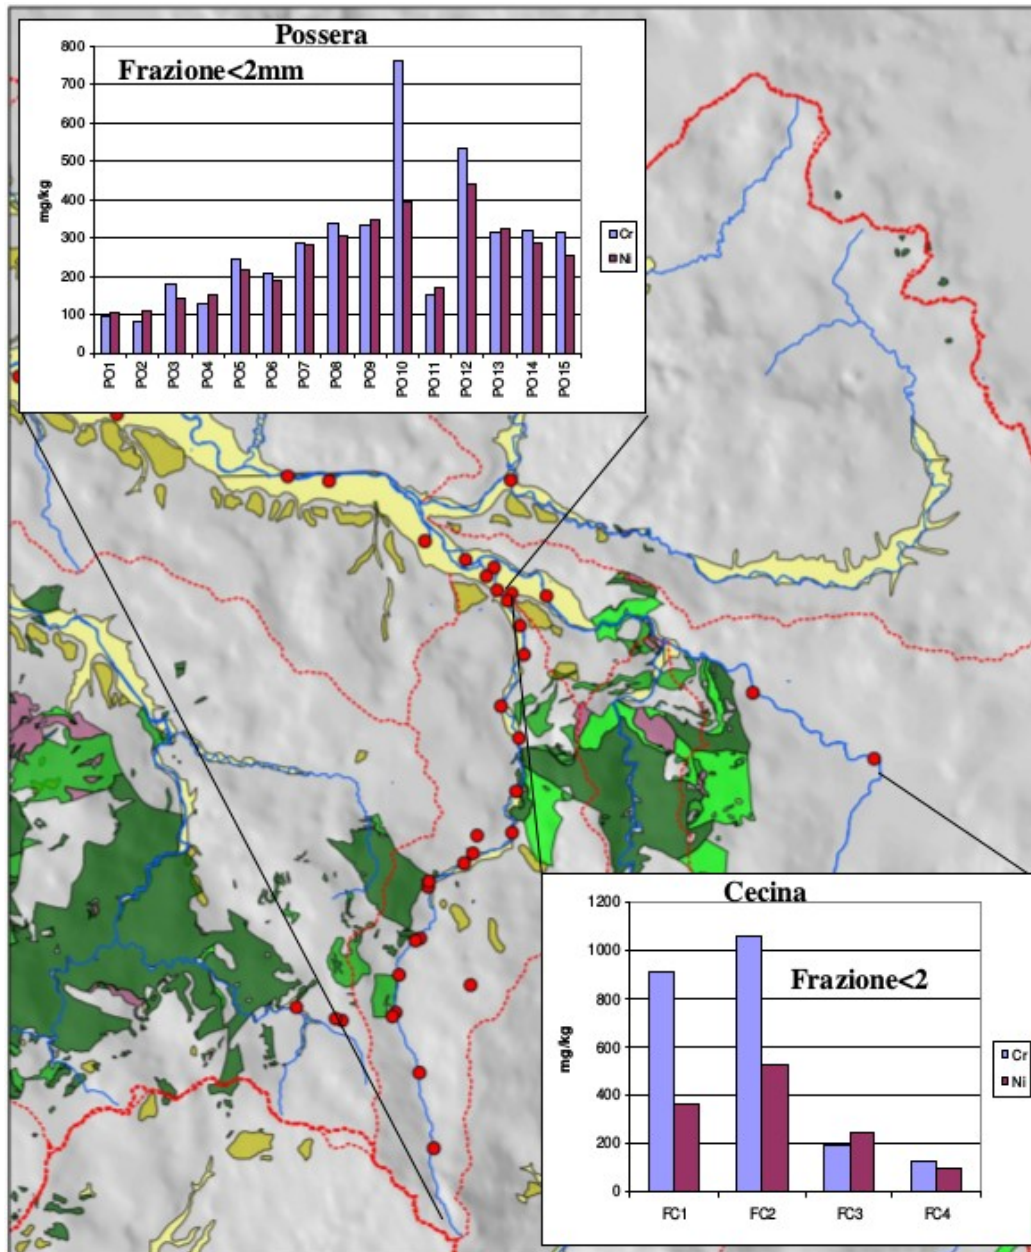 Possera
Frazione<2mm
mg/kg
800
700
600
500
400
300
200
100
0
Cr
Ni
PO1 PO2 PO3 PO4 PO5 PO6 PO7 PO8 PO9 PO10 PO11 PO12 PO13 PO14 PO15
Cecina
Frazione<2
mg/kg
1200
1000
800
600
400
200
0
Cr
Ni
FC1 FC2 FC3 FC4